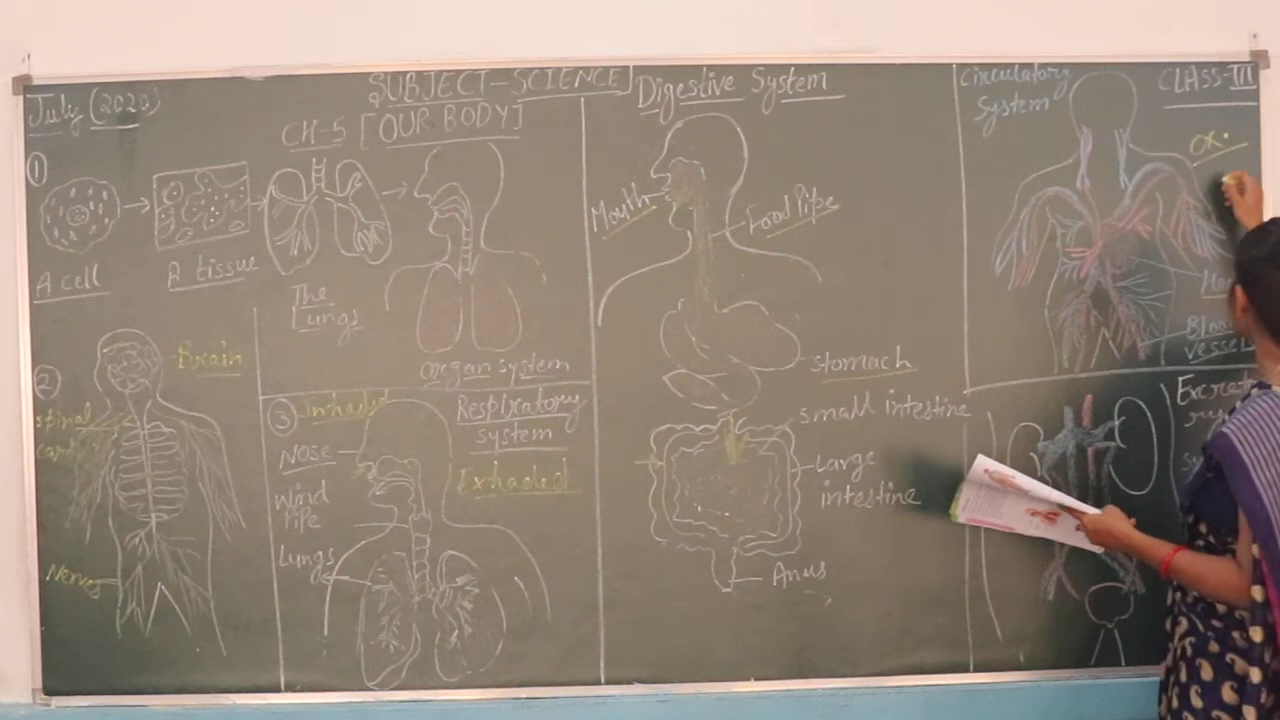 July (2020)
SUBJECT-SCIENCE
CH-5 [OUR BODY]
1
A cell
A tissue
The
Lungs
organ system
2
Brain
spinal
Nerves
3
Inhaled
Respiratory
system
Nose
Exhaled
wind
Pipe
Lungs
Digestive System
Mouth
Food Pipe
stomach
small intestine
Large
intestine
Anus
Circulatory
System
CLASS-III